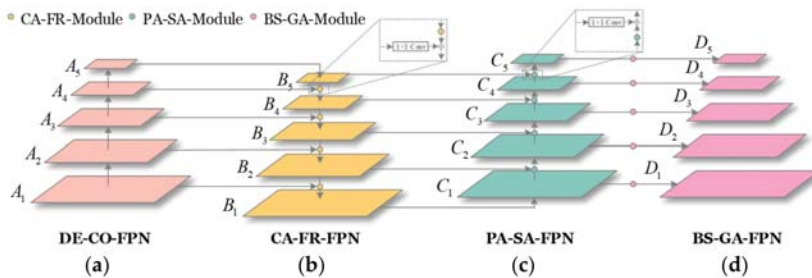 CA-FR-Module PA-SA-Module BS-GA-Module
1×1 Conv
1×1 Conv
A5
A4
A3
A2
A1
B5
B4
B3
B2
B1
C5
C4
C3
C2
C1
D5
D4
D3
D2
D1
DE-CO-FPN CA-FR-FPN PA-SA-FPN BS-GA-FPN
(a) (b) (c) (d)